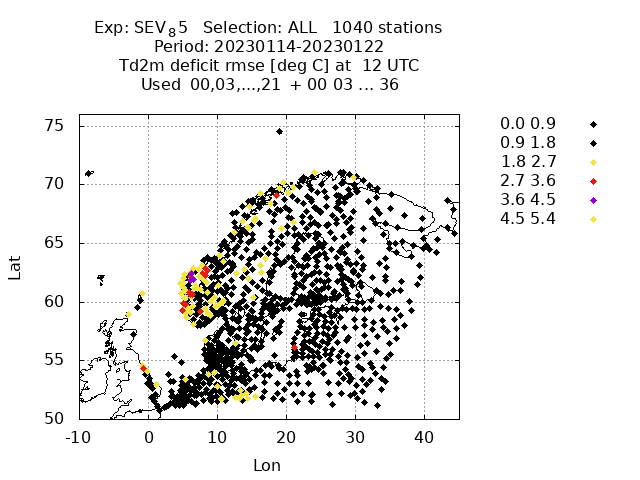 Exp: SEV₈5 Selection: ALL 1040 stations
Period: 20230114-20230122
Td2m deficit rmse [deg C] at 12 UTC
Used 00,03,...,21 + 00 03 ... 36
75
70
65
60
55
50
-10 0 10 20 30 40
Lat
Lon
0.0 0.9
0.9 1.8
1.8 2.7
2.7 3.6
3.6 4.5
4.5 5.4